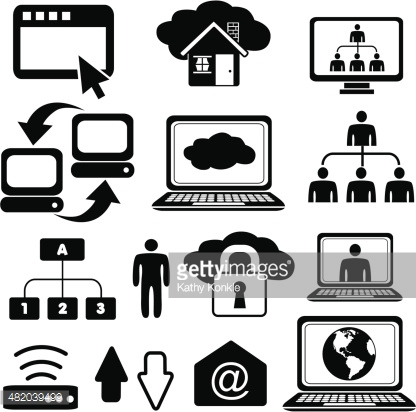 A
1 2 3
gettyimages
Kathy Konkle
@
482039499